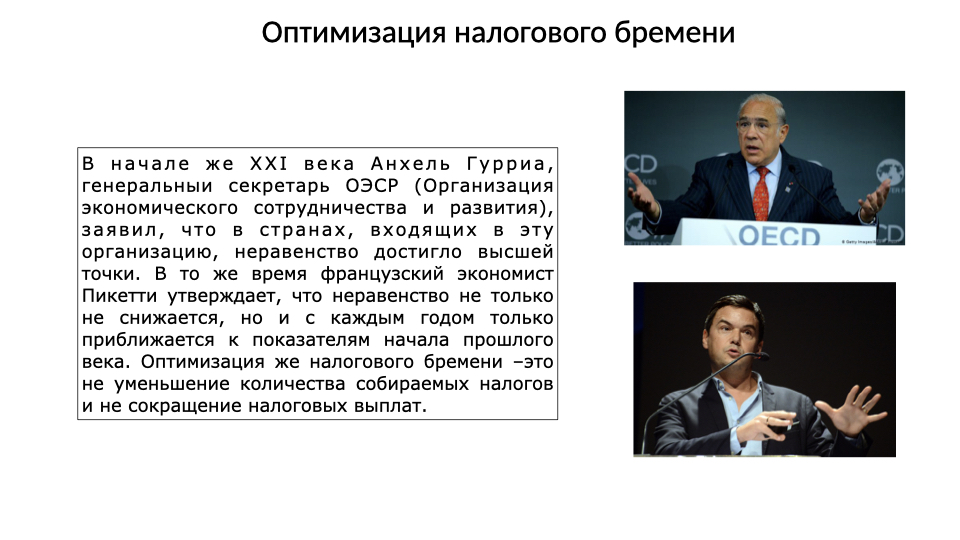 Оптимизация налогового бремени
В начале же XXI века Анхель Гурриа,
генеральныи секретарь ОЭСР (Организация
экономического сотрудничества и развития),
заявил, что в странах, входящих в эту
организацию, неравенство достигло высшей
точки. В то же время французский экономист
Пикетти утверждает, что неравенство не только
не снижается, но и с каждым годом только
приближается к показателям начала прошлого
века. Оптимизация же налогового бремени –это
не уменьшение количества собираемых налогов
и не сокращение налоговых выплат.
CD
CD
OECD